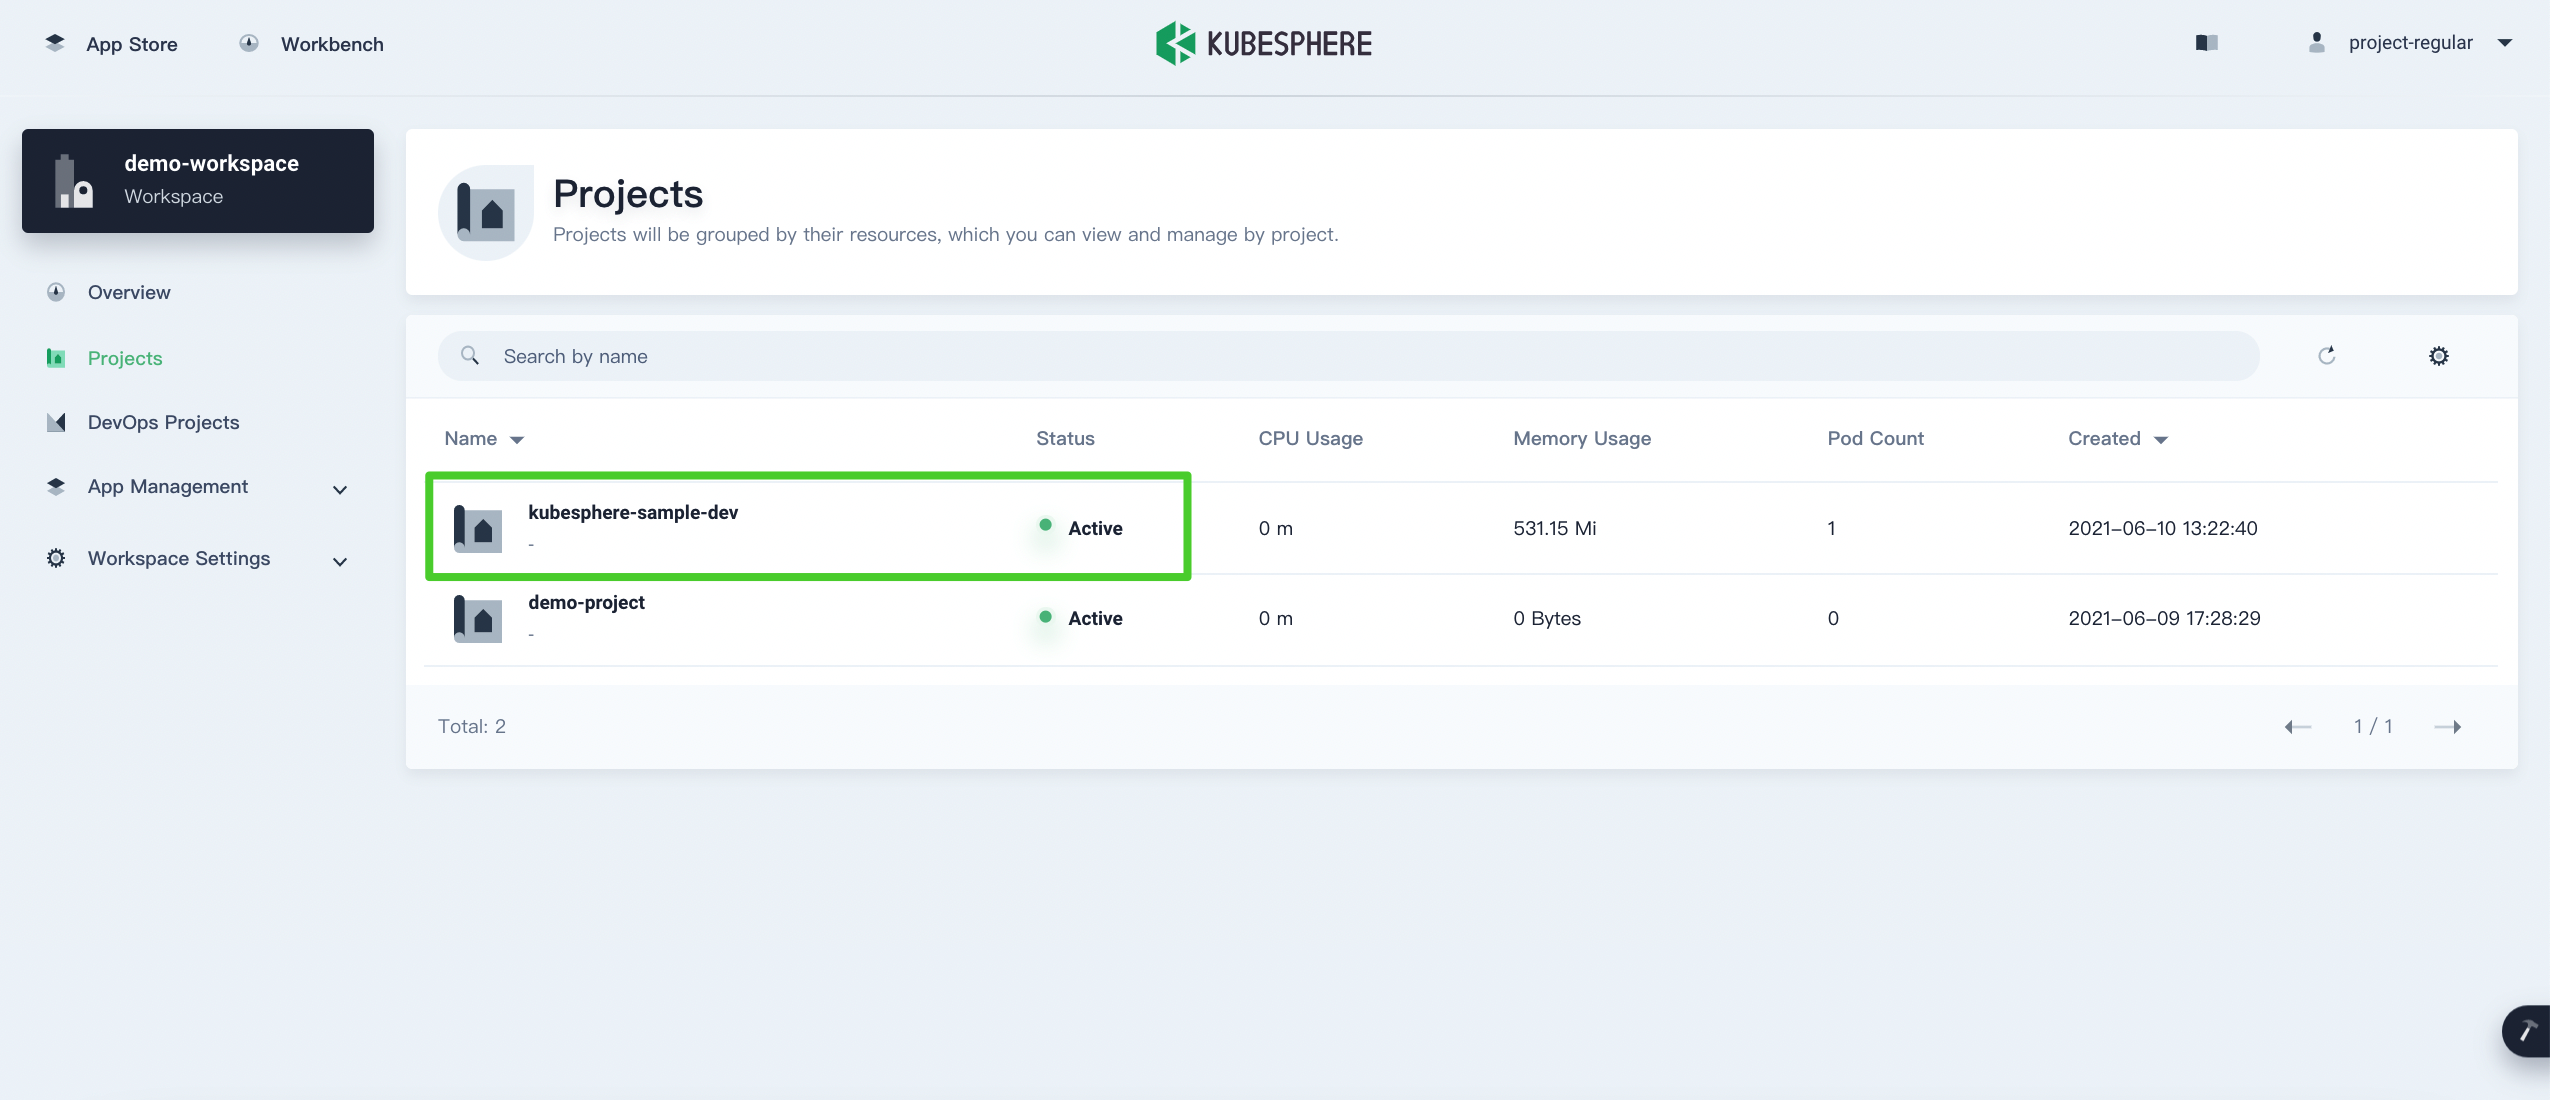 App Store
Workbench
KUBESPHERE
project-regular
demo-workspace
Workspace
Overview
Projects
DevOps Projects
App Management
Workspace Settings
Projects
Projects will be grouped by their resources, which you can view and manage by project.
Search by name
Name Status CPU Usage Memory Usage Pod Count Created
kubesphere-sample-dev
-
Active 0 m 531.15 Mi 1 2021-06-10 13:22:40
demo-project
-
Active 0 m 0 Bytes 0 2021-06-09 17:28:29
Total: 2
1 / 1